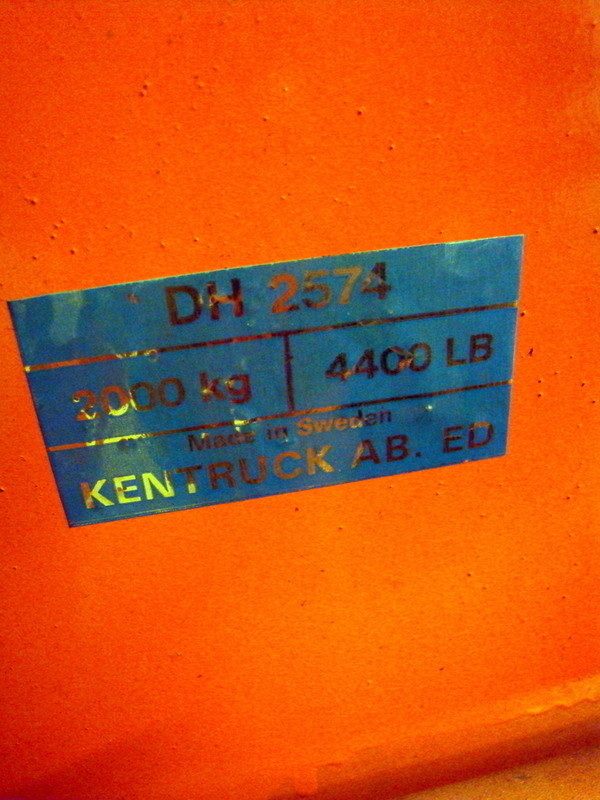 DH 2574
2000 kg 4400 LB
Made in Sweden
KENTRUCK AB. ED